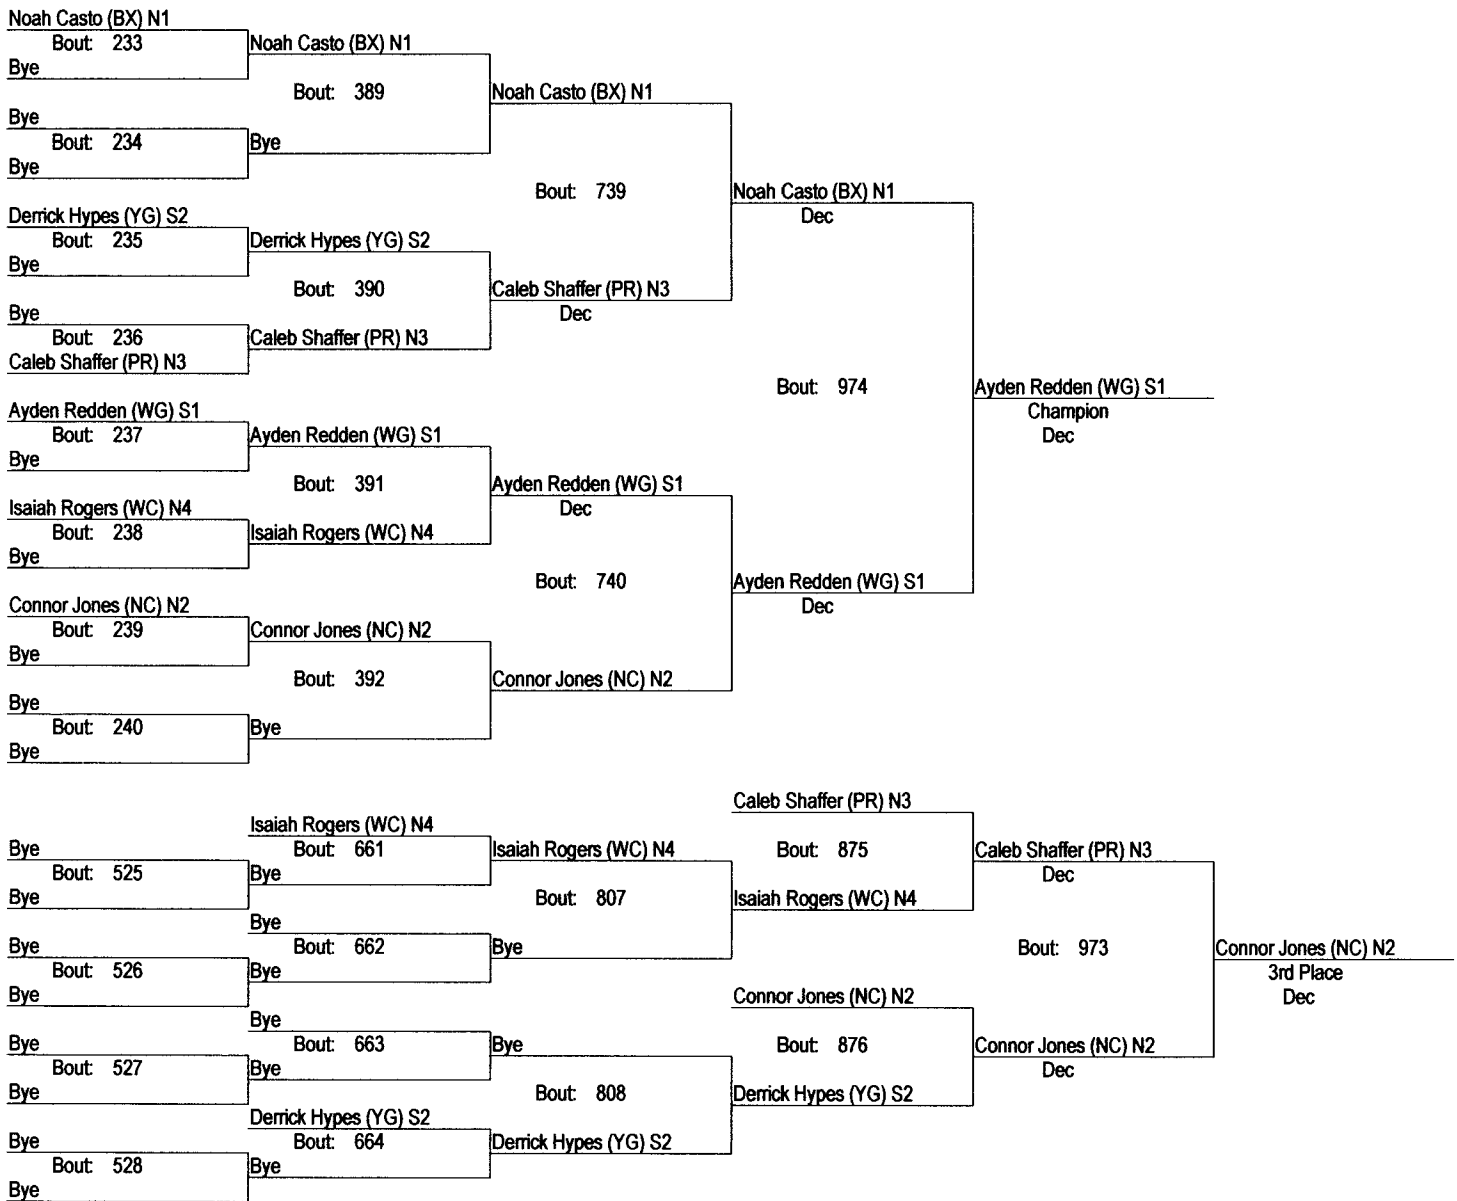 Noah Casto (BX) N1
Bout: 233
Bye
Noah Casto (BX) N1
Bout: 389
Bye
Bout: 234
Bye
Bye
Noah Casto (BX) N1
Bout: 739
Derrick Hypes (YG) S2
Bout: 235
Bye
Derrick Hypes (YG) S2
Bout: 390
Bye
Bout: 236
Caleb Shaffer (PR) N3
Caleb Shaffer (PR) N3
Caleb Shaffer (PR) N3
Dec
Noah Casto (BX) N1
Dec
Bout: 974
Ayden Redden (WG) S1
Bout: 237
Bye
Ayden Redden (WG) S1
Bout: 391
Isaiah Rogers (WC) N4
Bout: 238
Bye
Isaiah Rogers (WC) N4
Ayden Redden (WG) S1
Dec
Bout: 740
Connor Jones (NC) N2
Bout: 239
Bye
Connor Jones (NC) N2
Bout: 392
Bye
Bout: 240
Bye
Bye
Connor Jones (NC) N2
Ayden Redden (WG) S1
Dec
Ayden Redden (WG) S1
Champion
Dec
Bye
Bout: 525
Bye
Isaiah Rogers (WC) N4
Bout: 661
Bye
Isaiah Rogers (WC) N4
Bout: 807
Bye
Bout: 526
Bye
Bye
Bout: 662
Bye
Bye
Caleb Shaffer (PR) N3
Bout: 875
Isaiah Rogers (WC) N4
Caleb Shaffer (PR) N3
Dec
Bout: 973
Bye
Bout: 527
Bye
Bye
Bout: 663
Bye
Bye
Bout: 808
Bye
Bout: 528
Bye
Derrick Hypes (YG) S2
Bout: 664
Bye
Derrick Hypes (YG) S2
Connor Jones (NC) N2
Bout: 876
Derrick Hypes (YG) S2
Connor Jones (NC) N2
Dec
Connor Jones (NC) N2
3rd Place
Dec